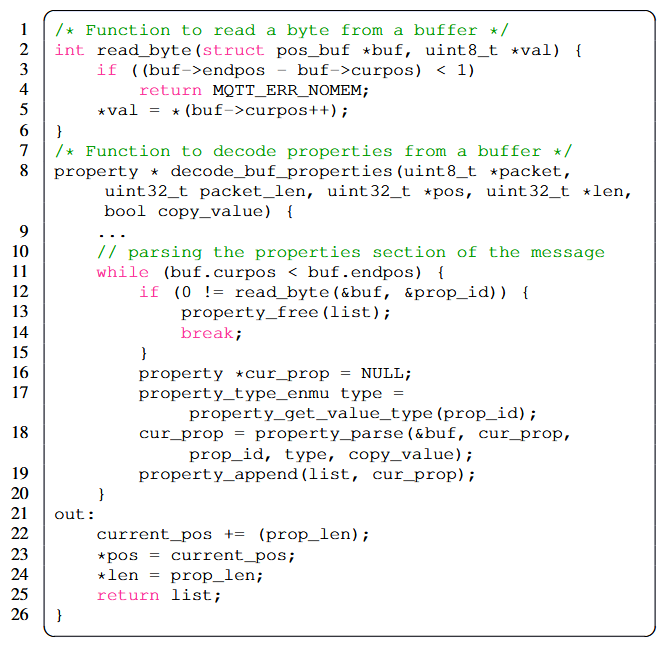 1 /* Function to read a byte from a buffer */
2 int read_byte(struct pos_buf *buf, uint8_t *val) {
3 if ((buf->endpos - buf->curpos) < 1)
4 return MQTT_ERR_NOMEM;
5 *val = *(buf->curpos++);
6 }
7 /* Function to decode properties from a buffer */
8 property * decode_buf_properties(uint8_t *packet,
uint32_t packet_len, uint32_t *pos, uint32_t *len,
bool copy_value) {
9 ...
10 // parsing the properties section of the message
11 while (buf.curpos < buf.endpos) {
12 if (0 != read_byte(&buf, &prop_id)) {
13 property_free(list);
14 break;
15 }
16 property *cur_prop = NULL;
17 property_type_enmu type =
property_get_value_type(prop_id);
18 cur_prop = property_parse(&buf, cur_prop,
prop_id, type, copy_value);
19 property_append(list, cur_prop);
20 }
21 out:
22 current_pos += (prop_len);
23 *pos = current_pos;
24 *len = prop_len;
25 return list;
26 }